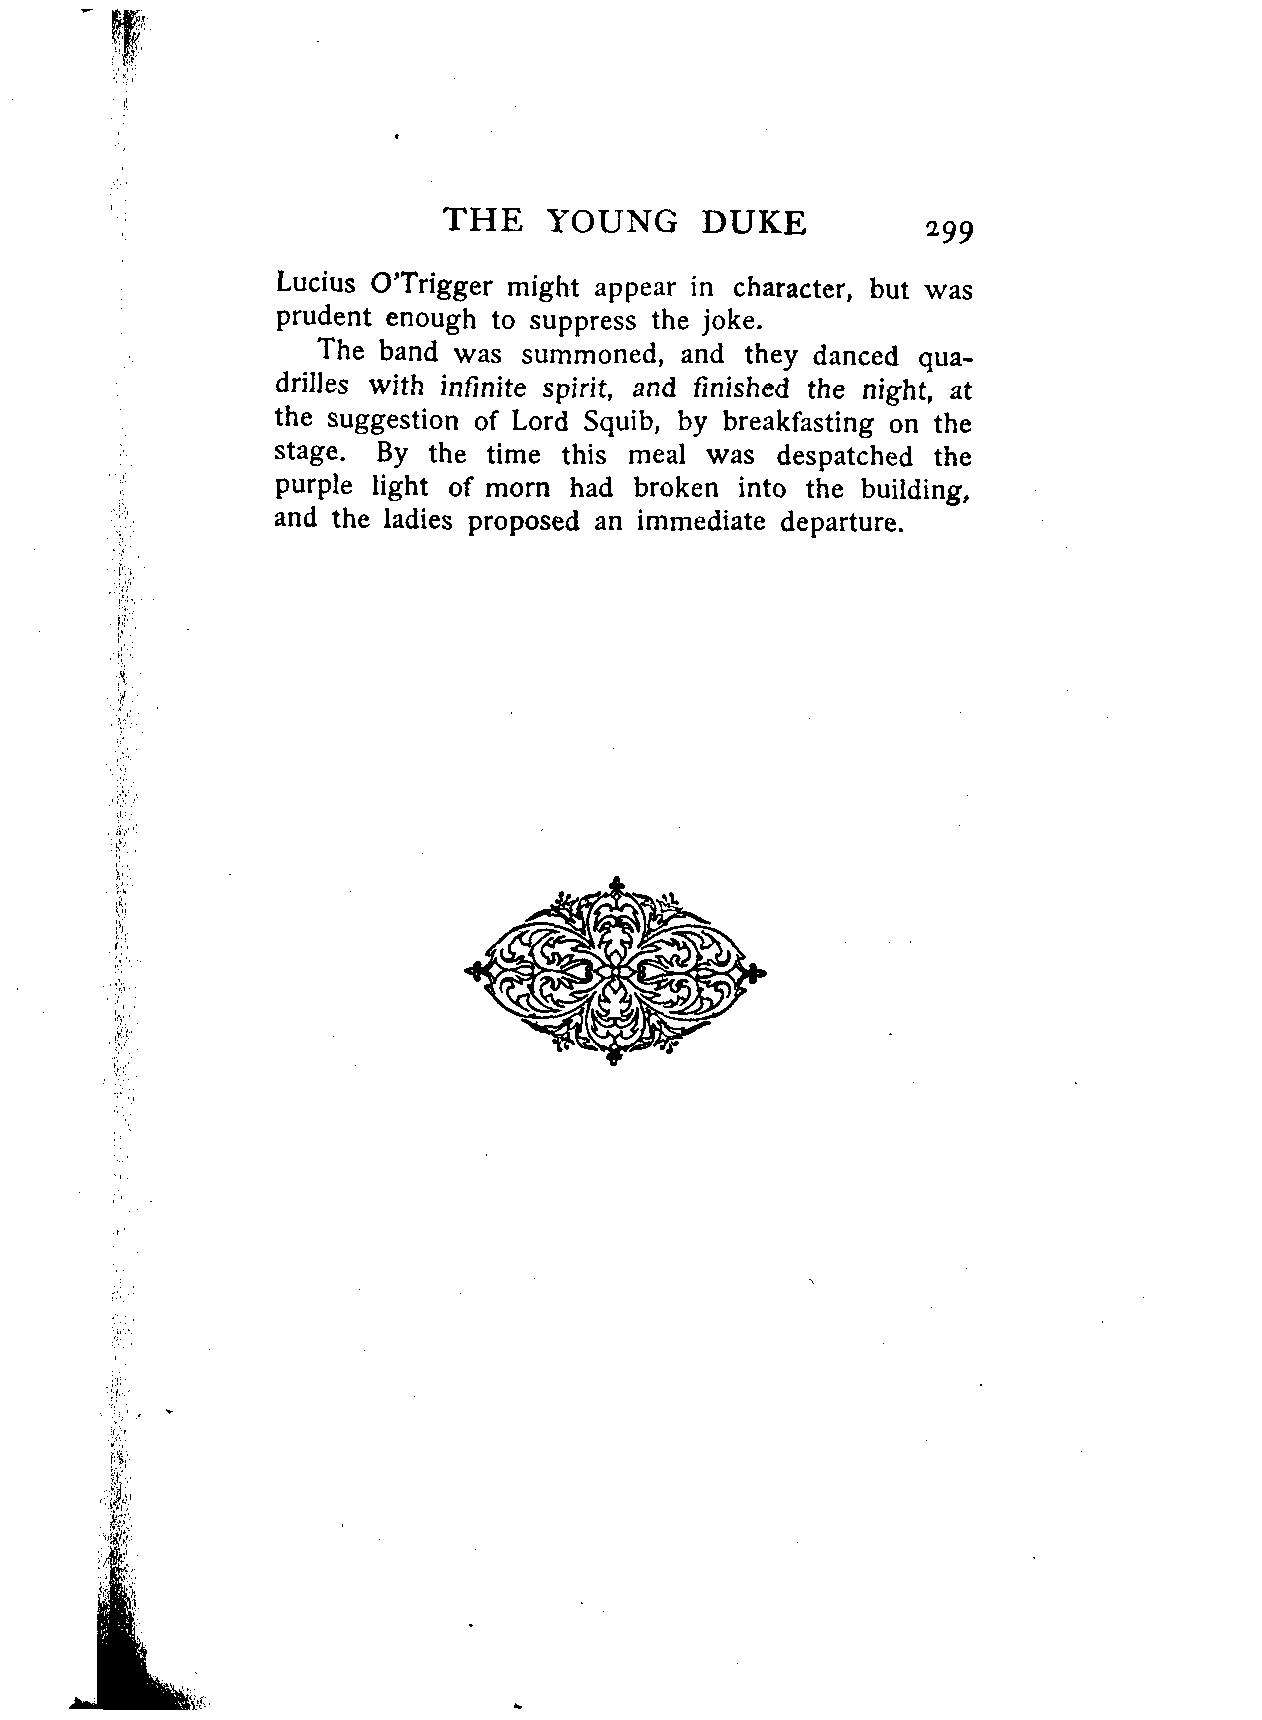 THE YOUNG DUKE 299
Lucius O'Trigger might appear in character, but was
prudent enough to suppress the joke.
The band was summoned, and they danced qua-
drilles with infinite spirit, and finished the night, at
the suggestion of Lord Squib, by breakfasting on the
stage. By the time this meal was despatched the
purple light of morn had broken into the building,
and the ladies proposed an immediate departure.